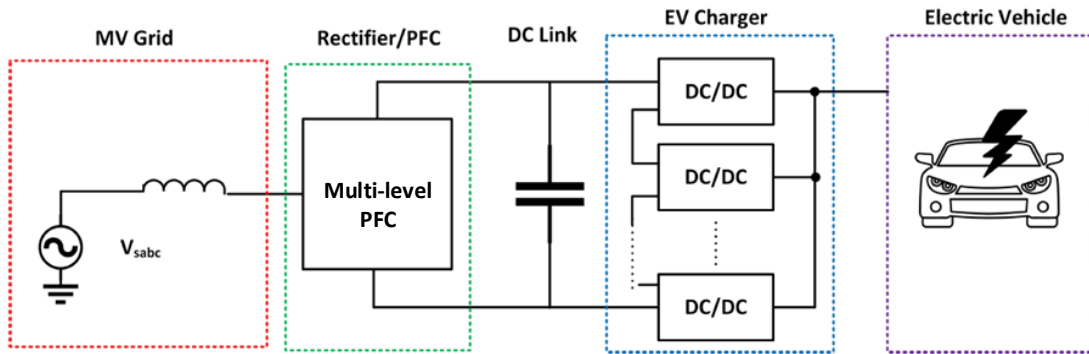 MV Grid
Rectifier/PFC
DC Link
EV Charger
Electric Vehicle
Vsabc
Multi-level
PFC
DC/DC
DC/DC
DC/DC